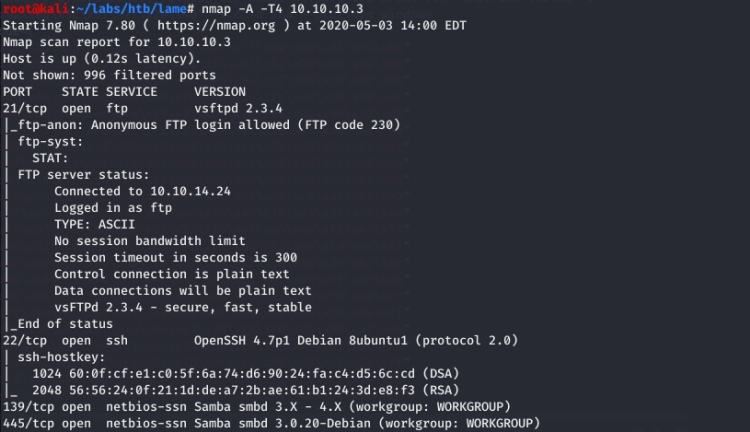 root@kali:~/labs/htb/lame# nmap -A -T4 10.10.10.3
Starting Nmap 7.80 ( https://nmap.org ) at 2020-05-03 14:00 EDT
Nmap scan report for 10.10.10.3
Host is up (0.12s latency).
Not shown: 996 filtered ports
PORT    STATE SERVICE     VERSION
21/tcp  open  ftp         vsftpd 2.3.4
|_ftp-anon: Anonymous FTP login allowed (FTP code 230)
| ftp-syst:
|   STAT:
| FTP server status:
|      Connected to 10.10.14.24
|      Logged in as ftp
|      TYPE: ASCII
|      No session bandwidth limit
|      Session timeout in seconds is 300
|      Control connection is plain text
|      Data connections will be plain text
|      vsFTPd 2.3.4 - secure, fast, stable
|_End of status
22/tcp  open  ssh         OpenSSH 4.7p1 Debian 8ubuntu1 (protocol 2.0)
| ssh-hostkey:
|   1024 60:0f:cf:e1:c0:5f:6a:74:d6:90:24:fa:c4:d5:6c:cd (DSA)
|_  2048 56:56:24:0f:21:1d:de:a7:2b:ae:61:b1:24:3d:e8:f3 (RSA)
139/tcp open  netbios-ssn Samba smbd 3.X - 4.X (workgroup: WORKGROUP)
445/tcp open  netbios-ssn Samba smbd 3.0.20-Debian (workgroup: WORKGROUP)